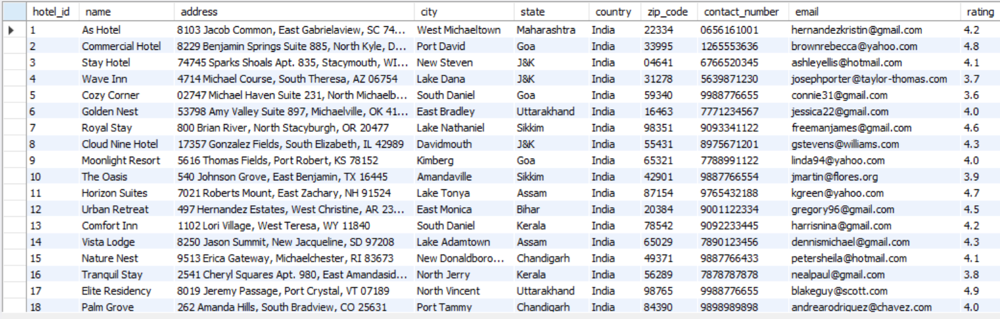 hotel_id name address city state country zip_code contact_number email rating
1 As Hotel 8103 Jacob Common, East Gabrielaview, SC 74... West Michaeltown Maharashtra India 22334 0656161001 hernandezkristin@gmail.com 4.2
2 Commercial Hotel 8229 Benjamin Springs Suite 885, North Kyle, D... Port David Goa India 33995 1265553636 brownrebecca@yahoo.com 4.8
3 Stay Hotel 74745 Sparks Shoals Apt. 835, Stacymouth, WI... New Steven J&K India 04641 6766520345 ashleyellis@hotmail.com 4.1
4 Wave Inn 4714 Michael Course, South Theresa, AZ 06754 Lake Dana J&K India 31278 5639871230 josephporter@taylor-thomas.com 3.7
5 Cozy Corner 02747 Michael Haven Suite 231, North Michaelb... South Daniel Goa India 59340 9988776655 connie31@gmail.com 3.6
6 Golden Nest 53798 Amy Valley Suite 897, Michaelville, OK 41... East Bradley Uttarakhand India 16463 7771234567 jessica22@gmail.com 4.0
7 Royal Stay 800 Brian River, North Stacyburgh, OR 20477 Lake Nathaniel Sikkim India 98351 9093341122 freemanjames@gmail.com 4.6
8 Cloud Nine Hotel 17357 Gonzalez Fields, South Elizabeth, IL 42989 Davidmouth J&K India 55431 8975671201 gstevens@williams.com 4.3
9 Moonlight Resort 5616 Thomas Fields, Port Robert, KS 78152 Kimberg Goa India 65321 7788991122 linda94@yahoo.com 4.0
10 The Oasis 540 Johnson Grove, East Benjamin, TX 16445 Amandaville Sikkim India 42901 9887766554 jmartin@flores.org 3.9
11 Horizon Suites 7021 Roberts Mount, East Zachary, NH 91524 Lake Tonya Assam India 87154 9765432188 kgreen@yahoo.com 4.7
12 Urban Retreat 497 Hernandez Estates, West Christine, AR 23... East Monica Bihar India 20384 9001122334 gregory96@gmail.com 4.5
13 Comfort Inn 1102 Lori Village, West Teresa, WY 11840 South Daniel Kerala India 78542 9092233445 harrisnina@gmail.com 4.2
14 Vista Lodge 8250 Jason Summit, New Jacqueline, SD 97208 Lake Adamtown Assam India 65029 7890123456 dennismichael@gmail.com 4.3
15 Nature Nest 9513 Erica Gateway, Michaelchester, RI 83673 New Donaldboro... Chandigarh India 49371 9887766433 petersheila@hotmail.com 4.1
16 Tranquil Stay 2541 Cheryl Squares Apt. 980, East Amandasid... North Jerry Kerala India 56289 7878787878 nealpaul@gmail.com 3.8
17 Elite Residency 8019 Jeremy Passage, Port Crystal, VT 07189 North Vincent Uttarakhand India 98765 9988776655 blakeguy@scott.com 4.9
18 Palm Grove 262 Amanda Hills, South Bradview, CO 25631 Port Tammy Chandigarh India 84390 9898989898 andrearodriguez@chavez.com 4.0